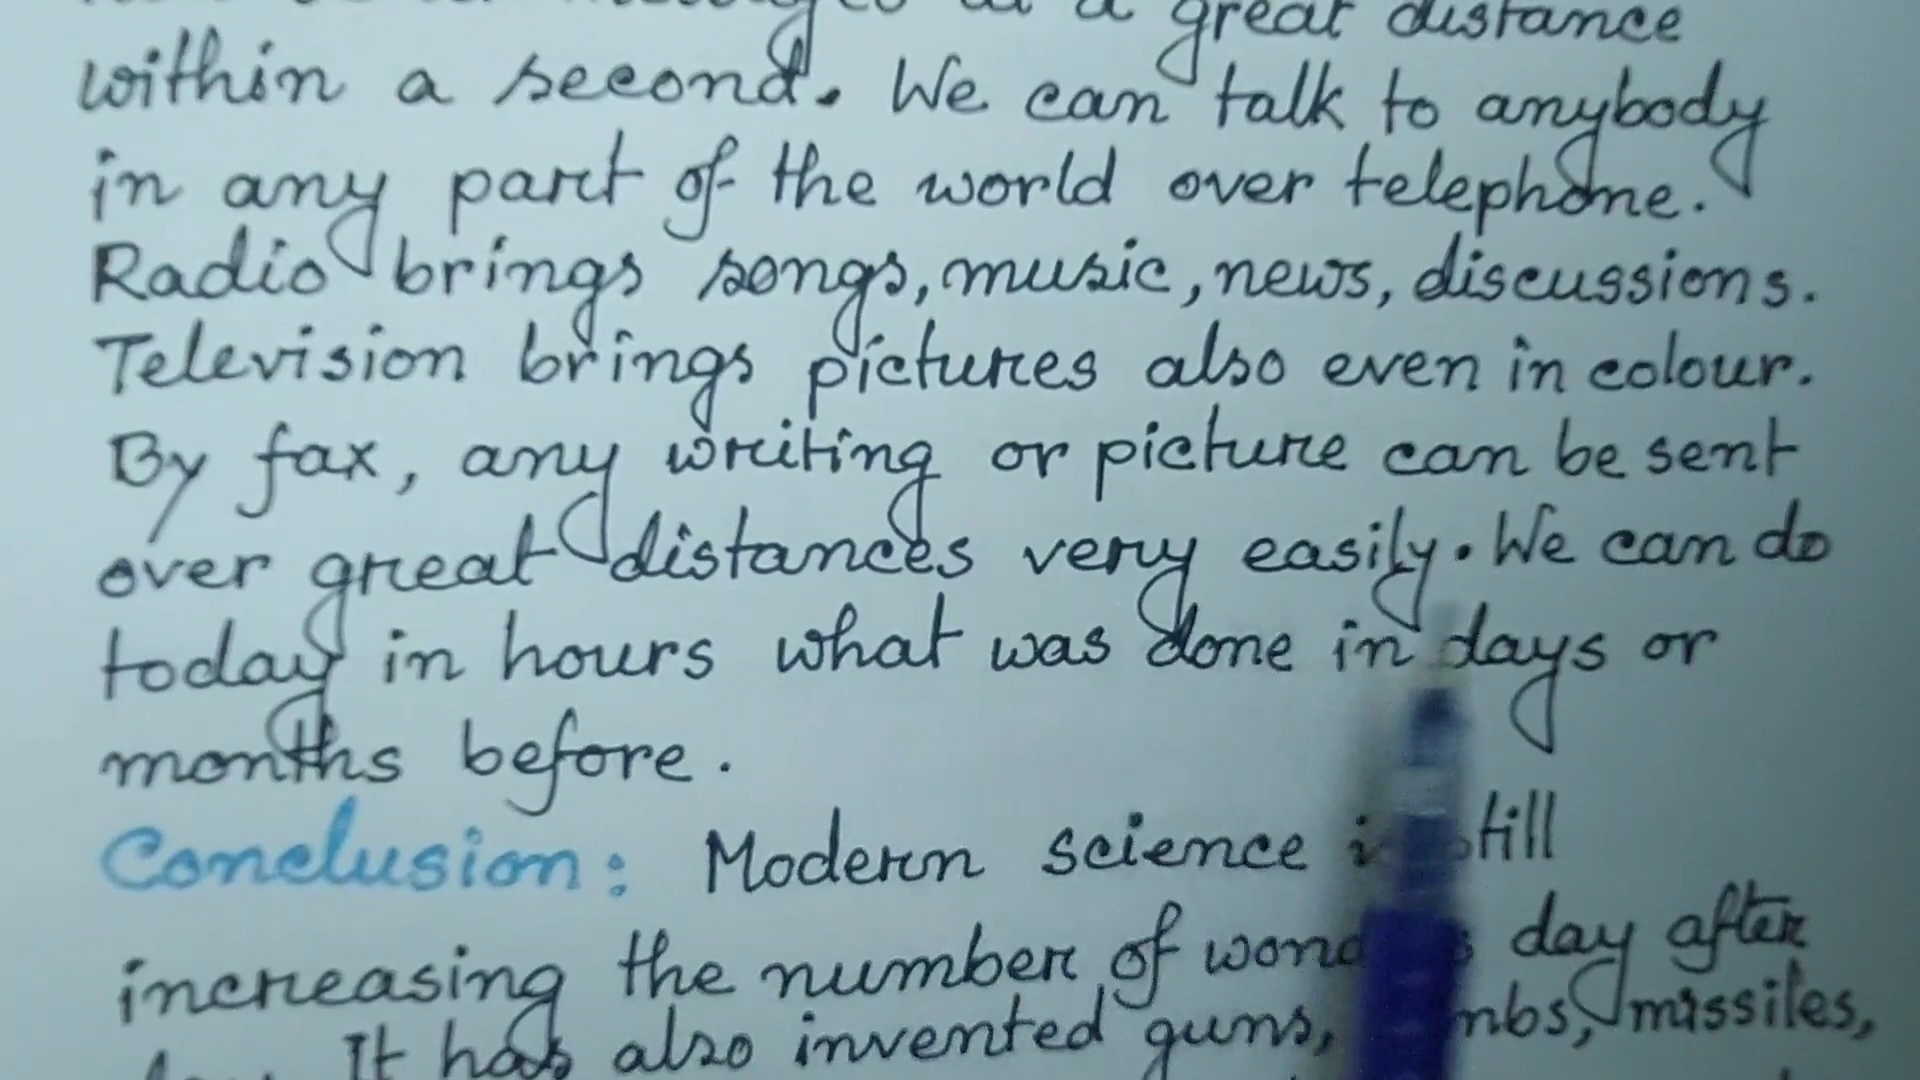 great distance
within a second. We can talk to anybody
in any part of the world over telephone.
Radio brings songs, music, news, discussions.
Television brings pictures also even in colour.
By fax, any writing or picture can be sent
over great distances very easily. We can do
today in hours what was done in days or
months before.
Conclusion: Modern science still
increasing the number of day after
It has also invented guns, missiles,